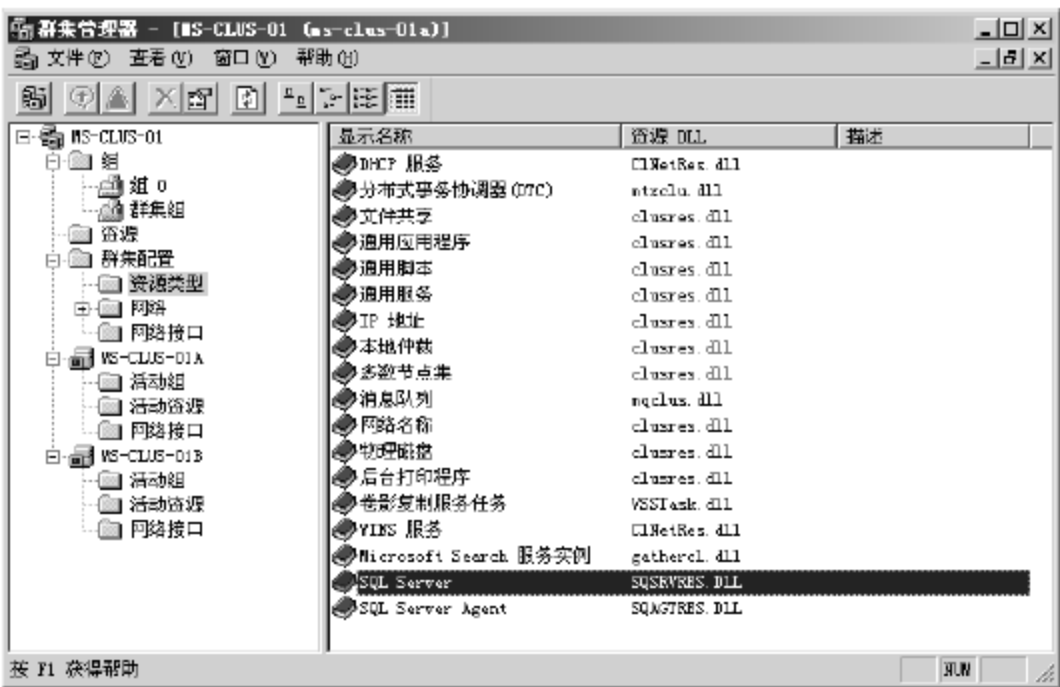 群集管理器 - [MS-CLUS-01 (ms-clus-01a)]
文件(F) 查看(V) 窗口(W) 帮助(H)
MS-CLUS-01
组
组 0
群集组
资源
群集配置
资源类型
网络
网络接口
MS-CLUS-01A
活动组
活动资源
网络接口
MS-CLUS-01B
活动组
活动资源
网络接口
显示名称 资源 DLL 描述
DHCP 服务 ClNetRes.dll
分布式事务协调器(DTC) mtxclu.dll
文件共享 clusres.dll
通用应用程序 clusres.dll
通用脚本 clusres.dll
通用服务 clusres.dll
IP 地址 clusres.dll
本地仲裁 clusres.dll
多数节点集 clusres.dll
消息队列 mqclus.dll
网络名称 clusres.dll
物理磁盘 clusres.dll
后台打印程序 clusres.dll
卷影复制服务任务 VSSTask.dll
WINS 服务 ClNetRes.dll
Microsoft Search 服务实例 gathercl.dll
SQL Server SQSRVRES.DLL
SQL Server Agent SQAGTRES.DLL
按 F1 获得帮助 NUM